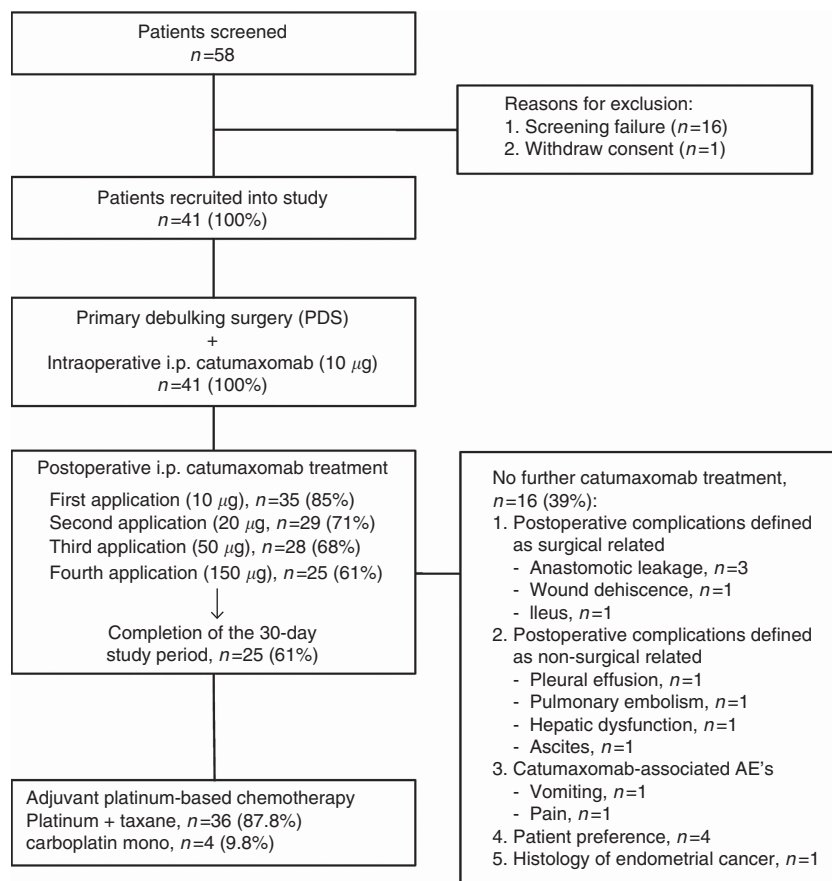 Patients screened
n=58
Reasons for exclusion:
1. Screening failure (n=16)
2. Withdraw consent (n=1)
Patients recruited into study
n=41 (100%)
Primary debulking surgery (PDS)
+
Intraoperative i.p. catumaxomab (10 μg)
n=41 (100%)
Postoperative i.p. catumaxomab treatment
First application (10 μg), n=35 (85%)
Second application (20 μg, n=29 (71%)
Third application (50 μg), n=28 (68%)
Fourth application (150 μg), n=25 (61%)
Completion of the 30-day
study period, n=25 (61%)
No further catumaxomab treatment,
n=16 (39%):
1. Postoperative complications defined
as surgical related
- Anastomotic leakage, n=3
- Wound dehiscence, n=1
- Ileus, n=1
2. Postoperative complications defined
as non-surgical related
- Pleural effusion, n=1
- Pulmonary embolism, n=1
- Hepatic dysfunction, n=1
- Ascites, n=1
3. Catumaxomab-associated AE's
- Vomiting, n=1
- Pain, n=1
4. Patient preference, n=4
5. Histology of endometrial cancer, n=1
Adjuvant platinum-based chemotherapy
Platinum + taxane, n=36 (87.8%)
carboplatin mono, n=4 (9.8%)